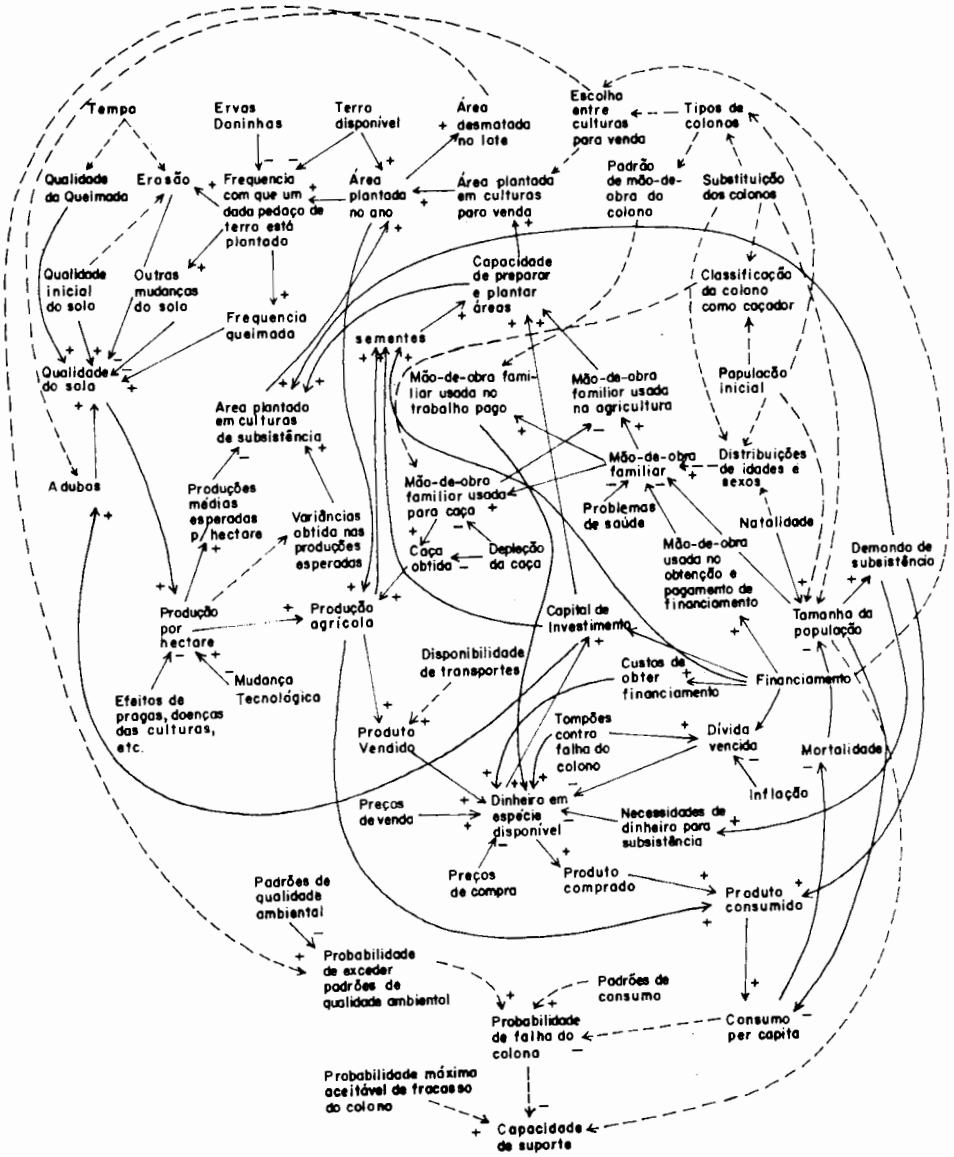 Tempo
Ervas
Daninhas
Terra
disponível
Área
desmatada
no lote
Escolha
entre
culturas
para venda
Tipos de
colonos
Qualidade
da Queimada
Erosão
Frequencia
com que um
dada pedaço de
terra está
plantada
Área
plantada
no ano
Área plantada
em culturas
para venda
Padrão
de mão-de-
obra do
colono
Substituição
dos colonos
Qualidade
inicial
do solo
Outras
mudanças
do solo
Frequencia
queimada
Capacidade
de preparar
e plantar
áreas
Classificação
da colono
como caçador
sementes
Qualidade
do solo
Área plantada
em culturas
de subsistência
Mão-de-obra fami-
liar usada no
trabalho pago
Mão-de-obra
familiar usada
na agricultura
População
inicial
Adubos
Produções
médias
esperadas
p/ hectare
Variâncias
obtida nas
produções
esperadas
Mão-de-obra
familiar usada
para caça
Mão-de-obra
familiar
Distribuições
de idades e
sexos
Problemas
de saúde
Natalidade
Caça
obtida
Depleção
da caça
Mão-de-obra
usada no
obtenção e
pagamento de
financiamento
Demanda de
subsistência
Produção
por
hectare
Produção
agrícola
Capital de
Investimento
Tamanha da
população
Disponibilidade
de transportes
Custos de
obter
financiamento
Financiamento
Efeitos de
pragas, doenças
das culturas,
etc.
Mudança
Tecnológica
Produto
Vendido
Tompões
contra
falha do
colono
Dívida
vencida
Mortalidade
Inflação
Preços
de venda
Dinheiro em
espécie
disponível
Necessidades de
dinheiro para
subsistência
Preços
de compra
Produto
comprado
Produto
consumido
Padrões de
qualidade
ambiental
Probabilidade
de exceder
padrões de
qualidade ambiental
Padrões de
consumo
Probabilidade
de falha do
colona
Consumo
per capita
Probabilidade máxima
aceitável de fracasso
do colono
Capacidade
de suporte